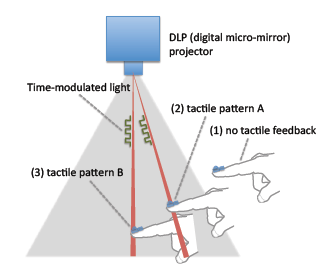 DLP (digital micro-mirror)
projector
Time-modulated light
(2) tactile pattern A
(1) no tactile feedback
(3) tactile pattern B